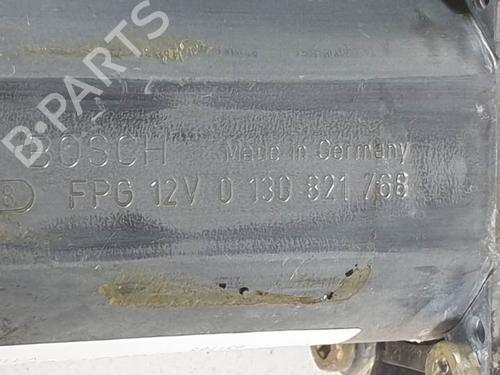 B-PARTS
BOSCH Made in Germany
FPG 12V 0 130 821 768